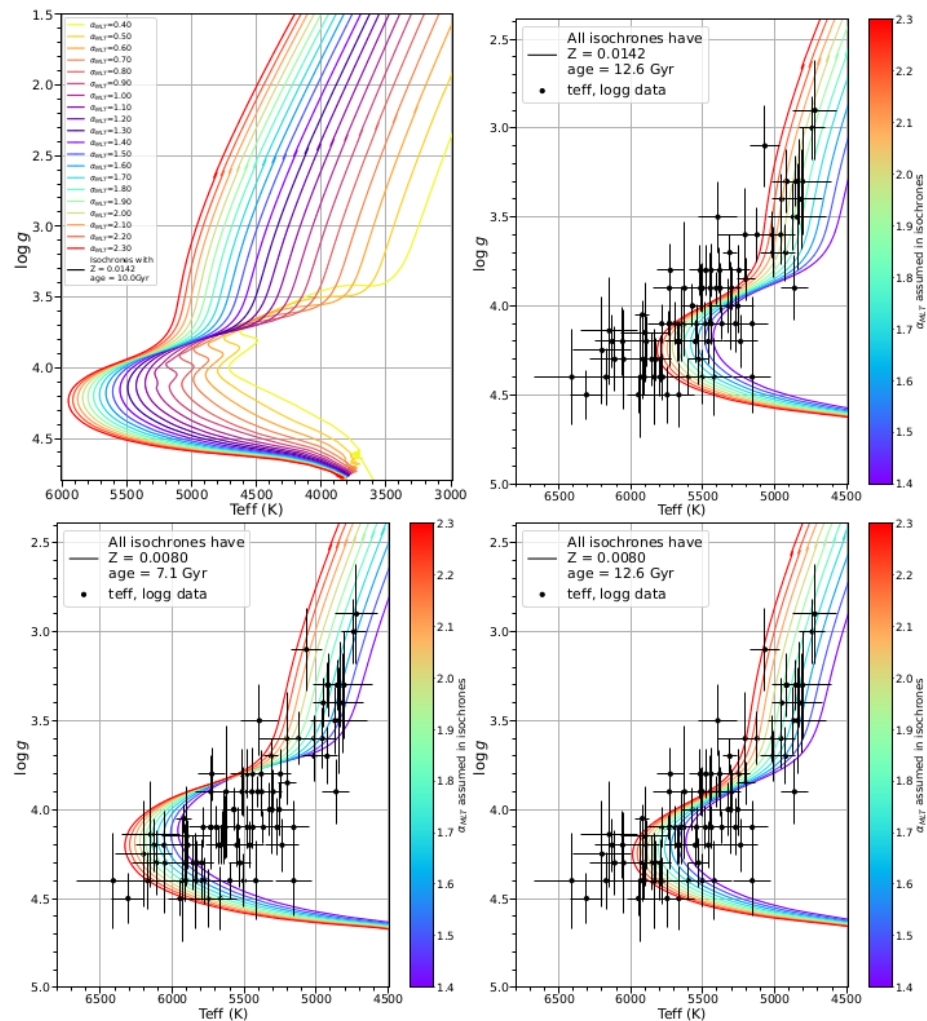 1.5
2.0
2.5
3.0
3.5
4.0
4.5
log g
6000 5500 5000 4500 4000 3500 3000
Teff (K)
α_MLT=0.40
α_MLT=0.50
α_MLT=0.60
α_MLT=0.70
α_MLT=0.80
α_MLT=0.90
α_MLT=1.00
α_MLT=1.10
α_MLT=1.20
α_MLT=1.30
α_MLT=1.40
α_MLT=1.50
α_MLT=1.60
α_MLT=1.70
α_MLT=1.80
α_MLT=1.90
α_MLT=2.00
α_MLT=2.10
α_MLT=2.20
α_MLT=2.30
Isochrones with
Z = 0.0142
age = 10.0Gyr
All isochrones have
Z = 0.0142
age = 12.6 Gyr
teff, logg data
2.5
3.0
3.5
4.0
4.5
5.0
log g
6500 6000 5500 5000 4500
Teff (K)
2.3
2.2
2.1
2.0
1.9
1.8
1.7
1.6
1.5
1.4
α_MLT assumed in isochrones
All isochrones have
Z = 0.0080
age = 7.1 Gyr
teff, logg data
2.5
3.0
3.5
4.0
4.5
5.0
log g
6500 6000 5500 5000 4500
Teff (K)
2.3
2.2
2.1
2.0
1.9
1.8
1.7
1.6
1.5
1.4
α_MLT assumed in isochrones
All isochrones have
Z = 0.0080
age = 12.6 Gyr
teff, logg data
2.5
3.0
3.5
4.0
4.5
5.0
log g
6500 6000 5500 5000 4500
Teff (K)
2.3
2.2
2.1
2.0
1.9
1.8
1.7
1.6
1.5
1.4
α_MLT assumed in isochrones